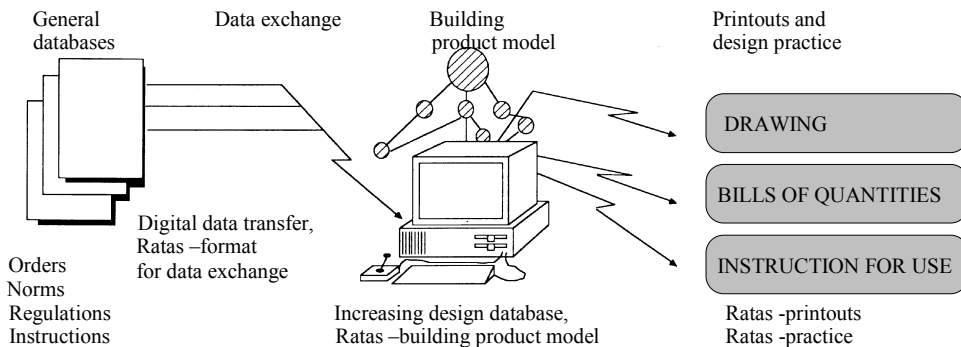 General
databases
Data exchange
Building
product model
Printouts and
design practice
DRAWING
BILLS OF QUANTITIES
INSTRUCTION FOR USE
Digital data transfer,
Ratas –format
for data exchange
Orders
Norms
Regulations
Instructions
Increasing design database,
Ratas –building product model
Ratas -printouts
Ratas -practice